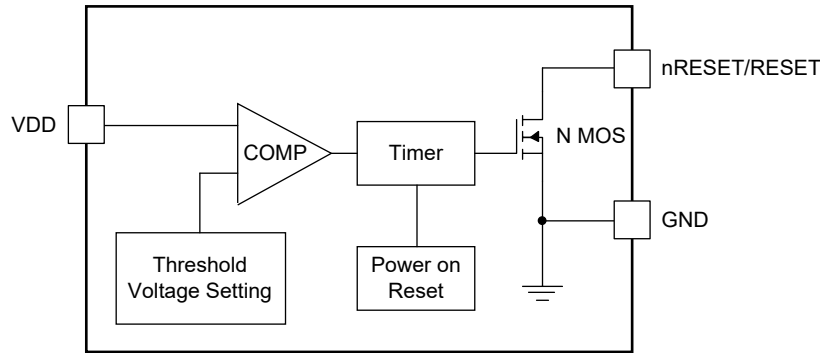 nRESET/RESET
VDD
COMP
Timer
N MOS
GND
Threshold
Voltage Setting
Power on
Reset